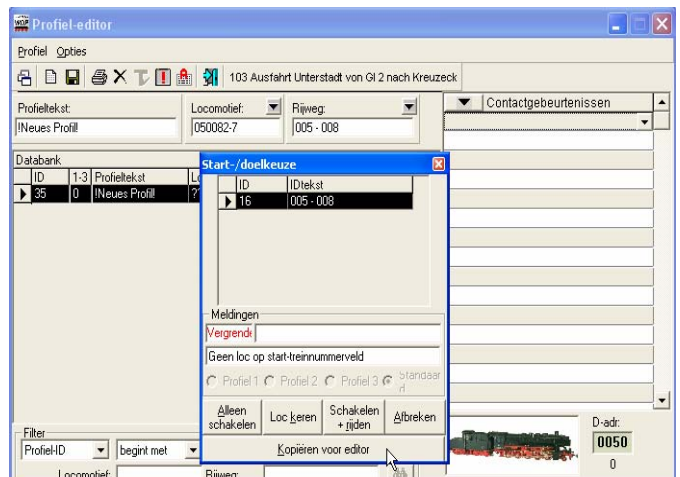 Profiel-editor
Profiel Opties
103 Ausfahrt Unterstadt von Gl 2 nach Kreuzeck
Profieltekst: Locomotief: Rijweg:
!Neues Profil! 050082-7 005 - 008
Contactgebeurtenissen
Databank
ID 1-3 Profieltekst
35 0 !Neues Profil! ??
Start-/doelkeuze
ID IDtekst
16 005 - 008
Meldingen
Vergrende
Geen loc op start-treinnummerveld
Profiel 1 Profiel 2 Profiel 3 Standaar
d
Alleen schakelen Loc keren Schakelen + rijden Afbreken
Kopiëren voor editor
Filter
Profiel-ID begint met
Locomotief: Rijweg:
D-adr:
0050
0